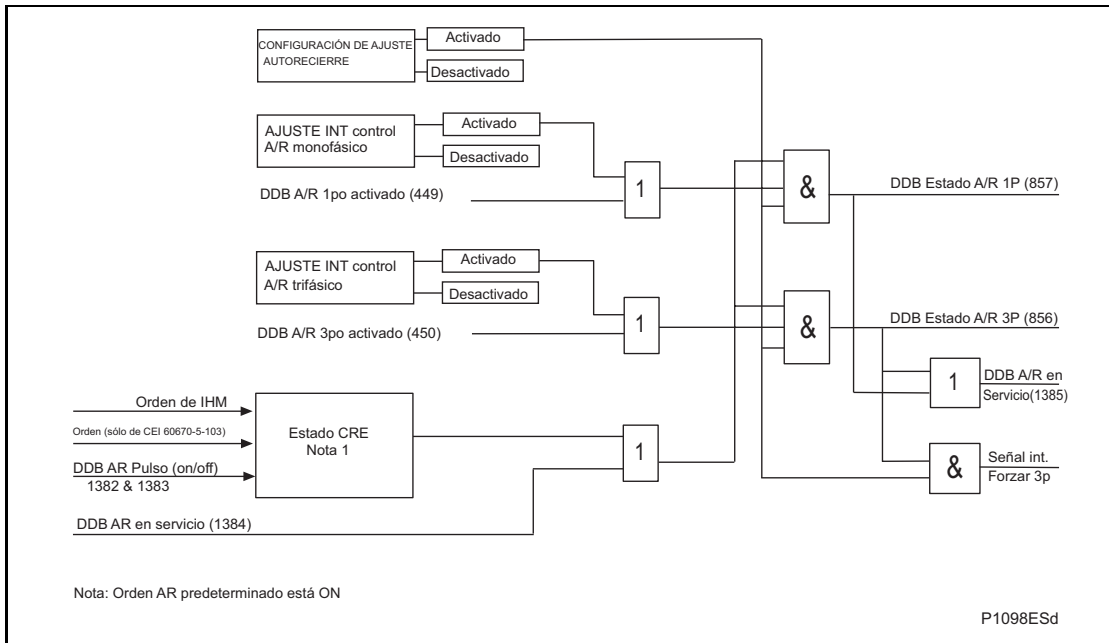 CONFIGURACIÓN DE AJUSTE
AUTORECIERRE
Activado
Desactivado
AJUSTE INT control
A/R monofásico
Activado
Desactivado
DDB A/R 1po activado (449)
1
&
DDB Estado A/R 1P (857)
AJUSTE INT control
A/R trifásico
Activado
Desactivado
DDB A/R 3po activado (450)
1
&
DDB Estado A/R 3P (856)
1
DDB A/R en
Servicio(1385)
&
Señal int.
Forzar 3p
Orden de IHM
Orden (sólo de CEI 60670-5-103)
DDB AR Pulso (on/off)
1382 & 1383
Estado CRE
Nota 1
1
DDB AR en servicio (1384)
Nota: Orden AR predeterminado está ON
P1098ESd